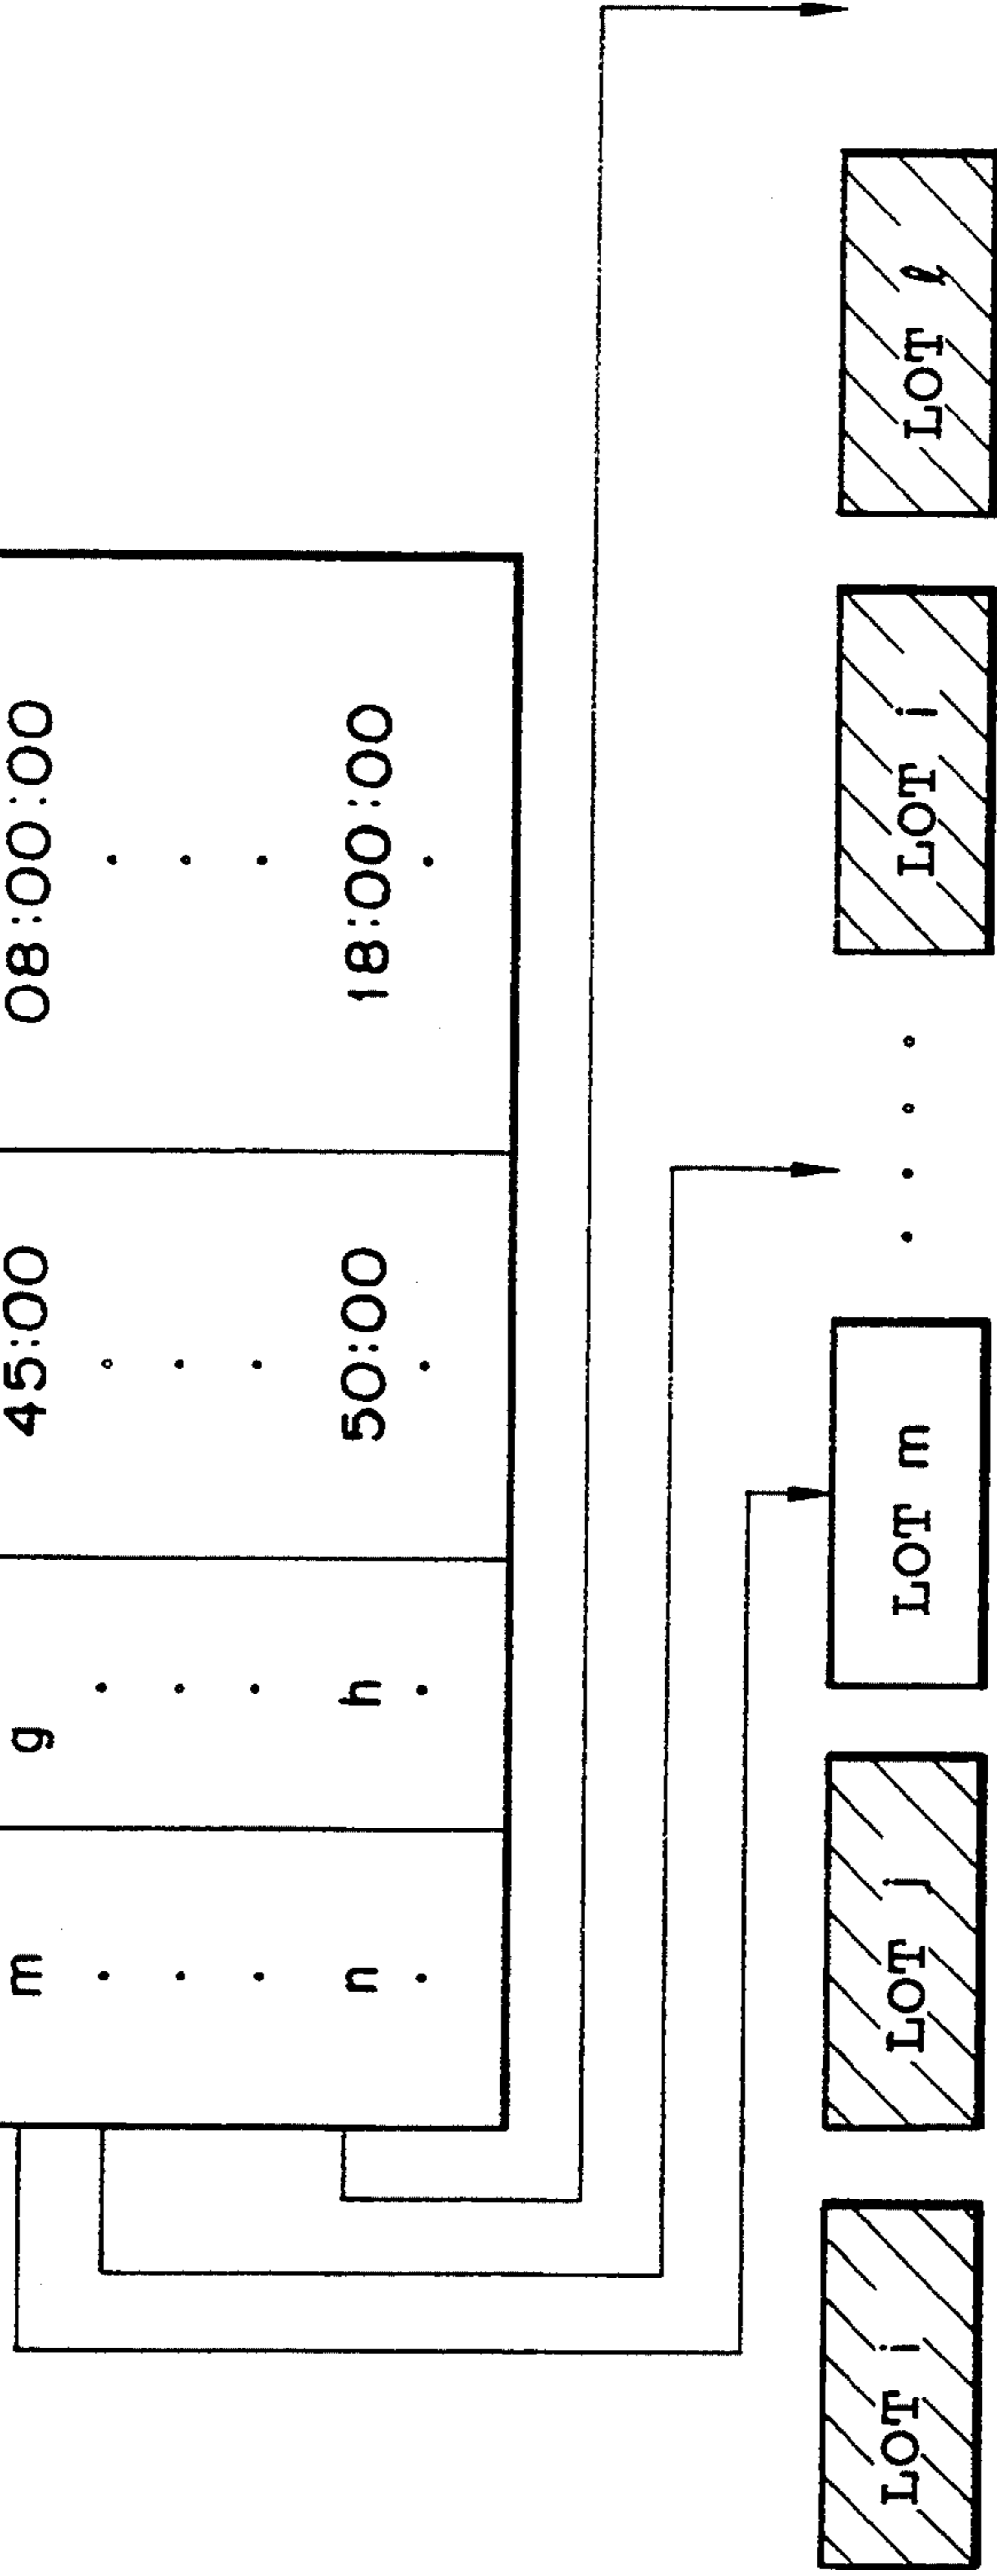 m g 45:00 08:00:00
n h 50:00 18:00:00
LOT i LOT j LOT m . . . . LOT i LOT ℓ